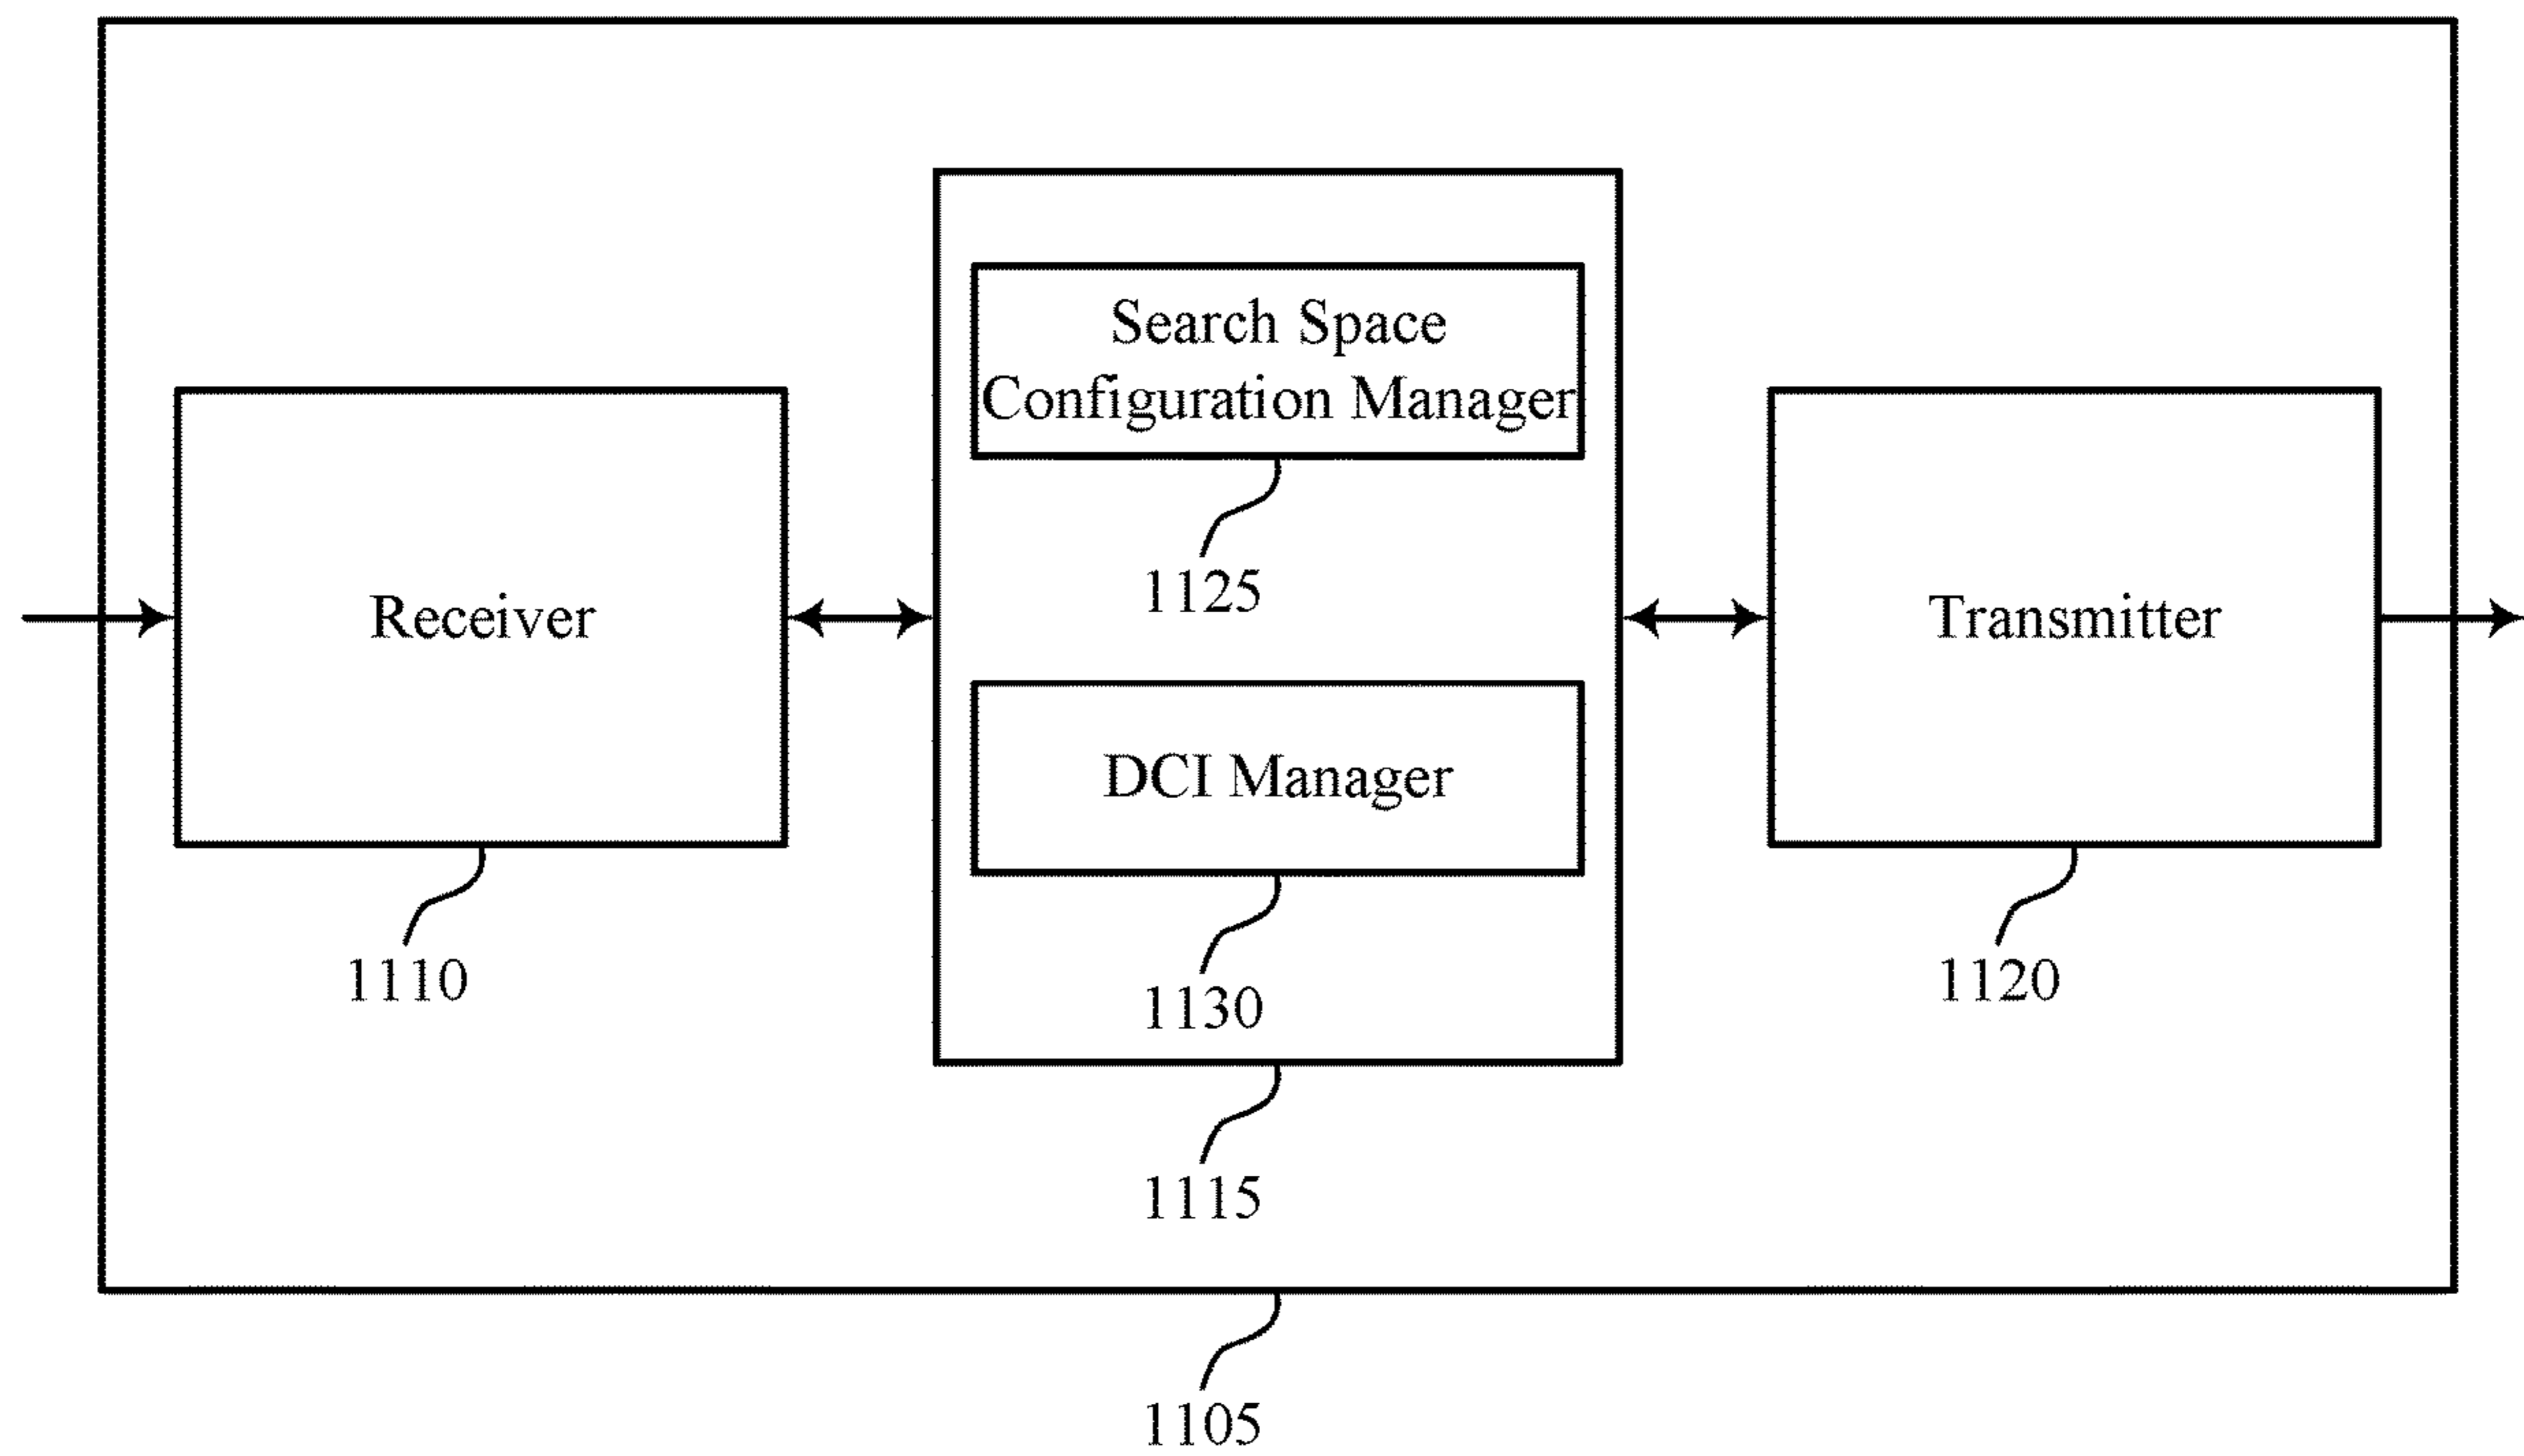 Search Space
Configuration Manager
1125
Receiver
1110
DCI Manager
1130
Transmitter
1120
1115
1105